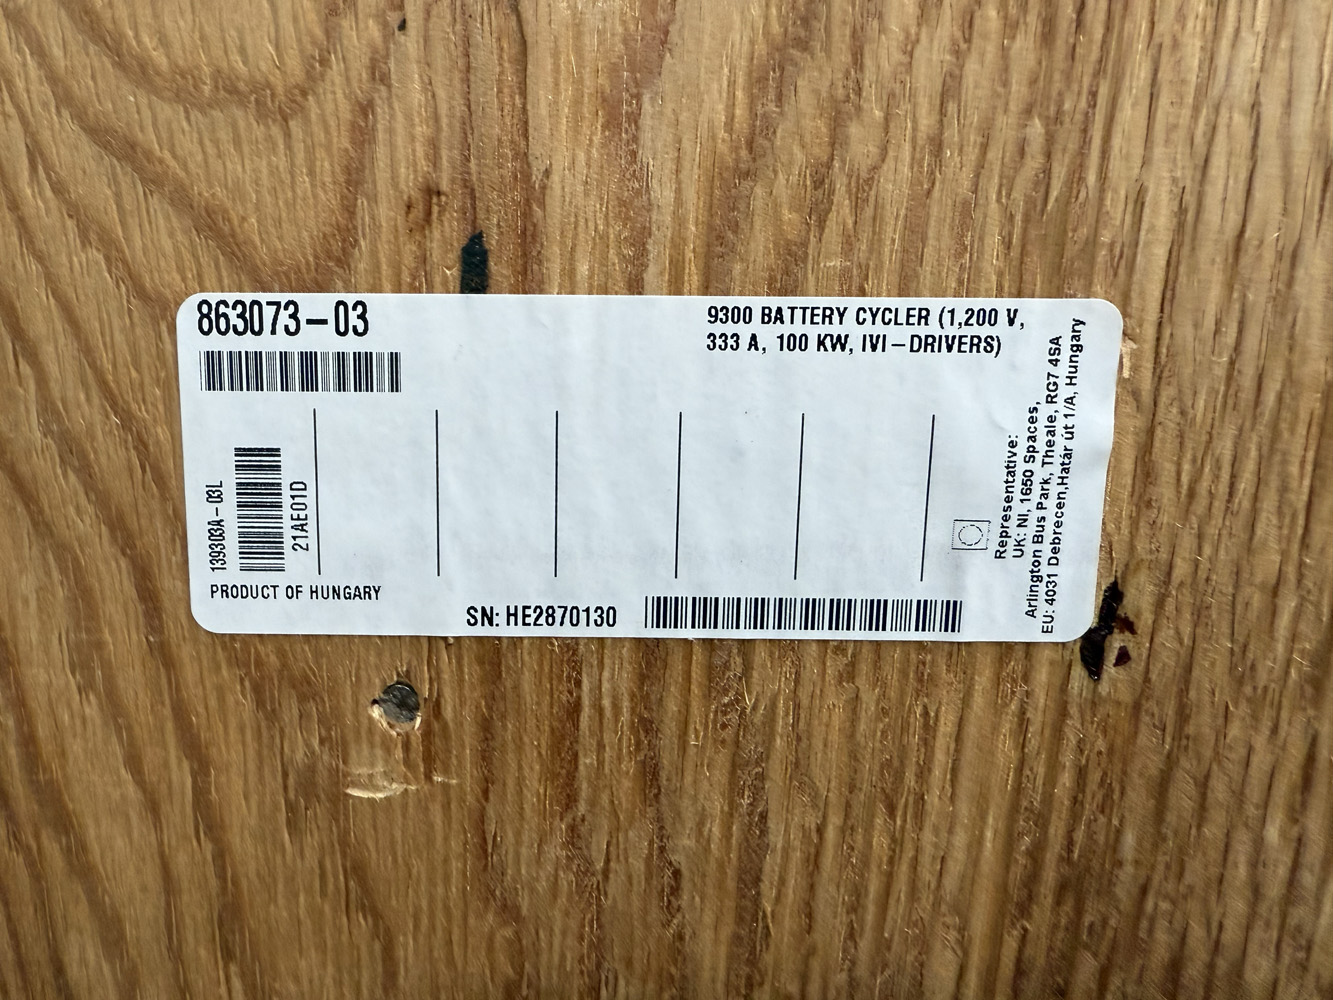 863073-03
9300 BATTERY CYCLER (1,200 V,
333 A, 100 KW, IVI-DRIVERS)
139303A-03L
21AE01D
PRODUCT OF HUNGARY
SN: HE2870130
Representative:
UK: NI, 1650 Spaces,
Arlington Bus Park, Theale, RG7 4SA
EU: 4031 Debrecen,Határ út 1/A, Hungary